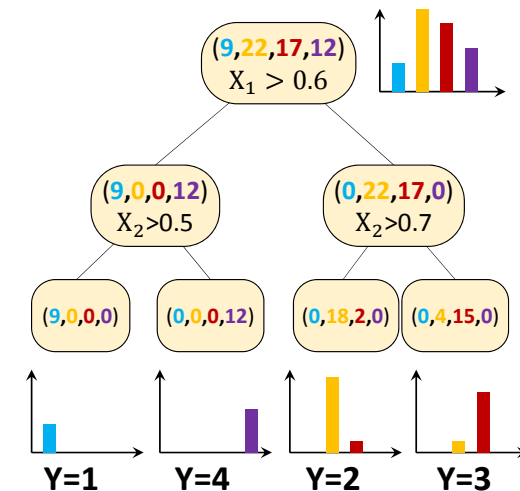 (9,22,17,12)
X₁ > 0.6
(9,0,0,12)
X₂>0.5
(0,22,17,0)
X₂>0.7
(9,0,0,0)
(0,0,0,12)
(0,18,2,0)
(0,4,15,0)
Y=1
Y=4
Y=2
Y=3